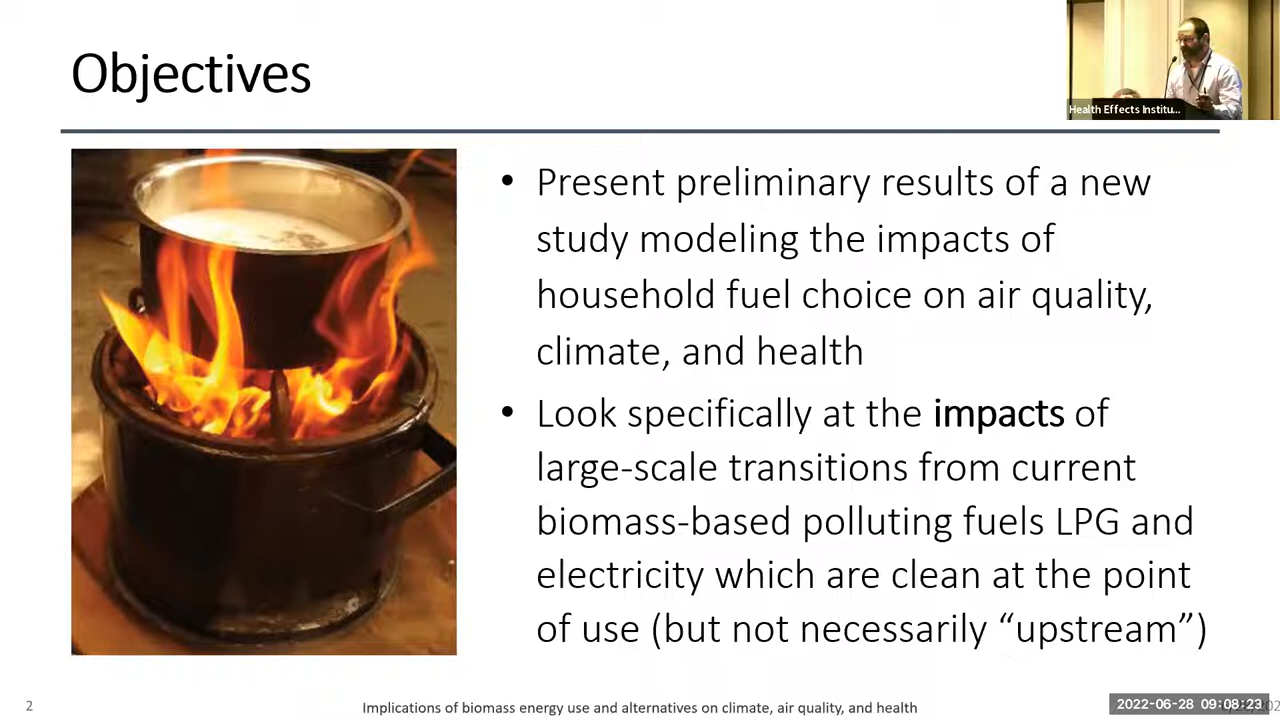 Objectives
Health Effects Institu...
• Present preliminary results of a new
study modeling the impacts of
household fuel choice on air quality,
climate, and health
• Look specifically at the impacts of
large-scale transitions from current
biomass-based polluting fuels LPG and
electricity which are clean at the point
of use (but not necessarily “upstream”)
2
Implications of biomass energy use and alternatives on climate, air quality, and health
2022-06-28 09:08:23